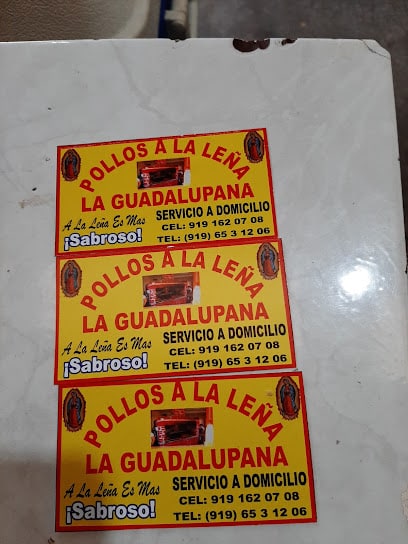 POLLOS A LA LEÑA
LA GUADALUPANA
A La Leña Es Mas
¡Sabroso!
SERVICIO A DOMICILIO
CEL: 919 162 07 08
TEL: (919) 65 3 12 06
POLLOS A LA LEÑA
LA GUADALUPANA
A La Leña Es Mas
¡Sabroso!
SERVICIO A DOMICILIO
CEL: 919 162 07 08
TEL: (919) 65 3 12 06
POLLOS A LA LEÑA
LA GUADALUPANA
A La Leña Es Mas
¡Sabroso!
SERVICIO A DOMICILIO
CEL: 919 162 07 08
TEL: (919) 65 3 12 06